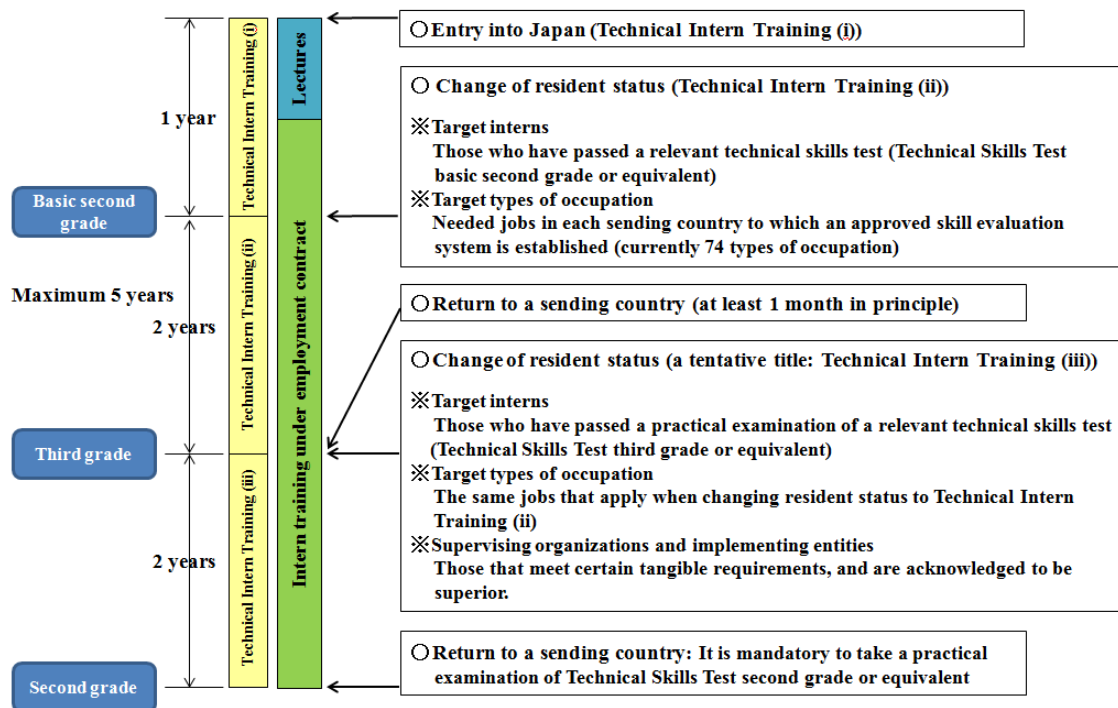 1 year
Basic second
grade
Maximum 5 years
2 years
Third grade
2 years
Second grade
Technical Intern Training (i)
Technical Intern Training (ii)
Technical Intern Training (iii)
Lectures
Intern training under employment contract
○Entry into Japan (Technical Intern Training (i))
○ Change of resident status (Technical Intern Training (ii))
※Target interns
Those who have passed a relevant technical skills test (Technical Skills Test
basic second grade or equivalent)
※Target types of occupation
Needed jobs in each sending country to which an approved skill evaluation
system is established (currently 74 types of occupation)
○Return to a sending country (at least 1 month in principle)
○Change of resident status (a tentative title: Technical Intern Training (iii))
※Target interns
Those who have passed a practical examination of a relevant technical skills test
(Technical Skills Test third grade or equivalent)
※Target types of occupation
The same jobs that apply when changing resident status to Technical Intern
Training (ii)
※Supervising organizations and implementing entities
Those that meet certain tangible requirements, and are acknowledged to be
superior.
○Return to a sending country: It is mandatory to take a practical
examination of Technical Skills Test second grade or equivalent